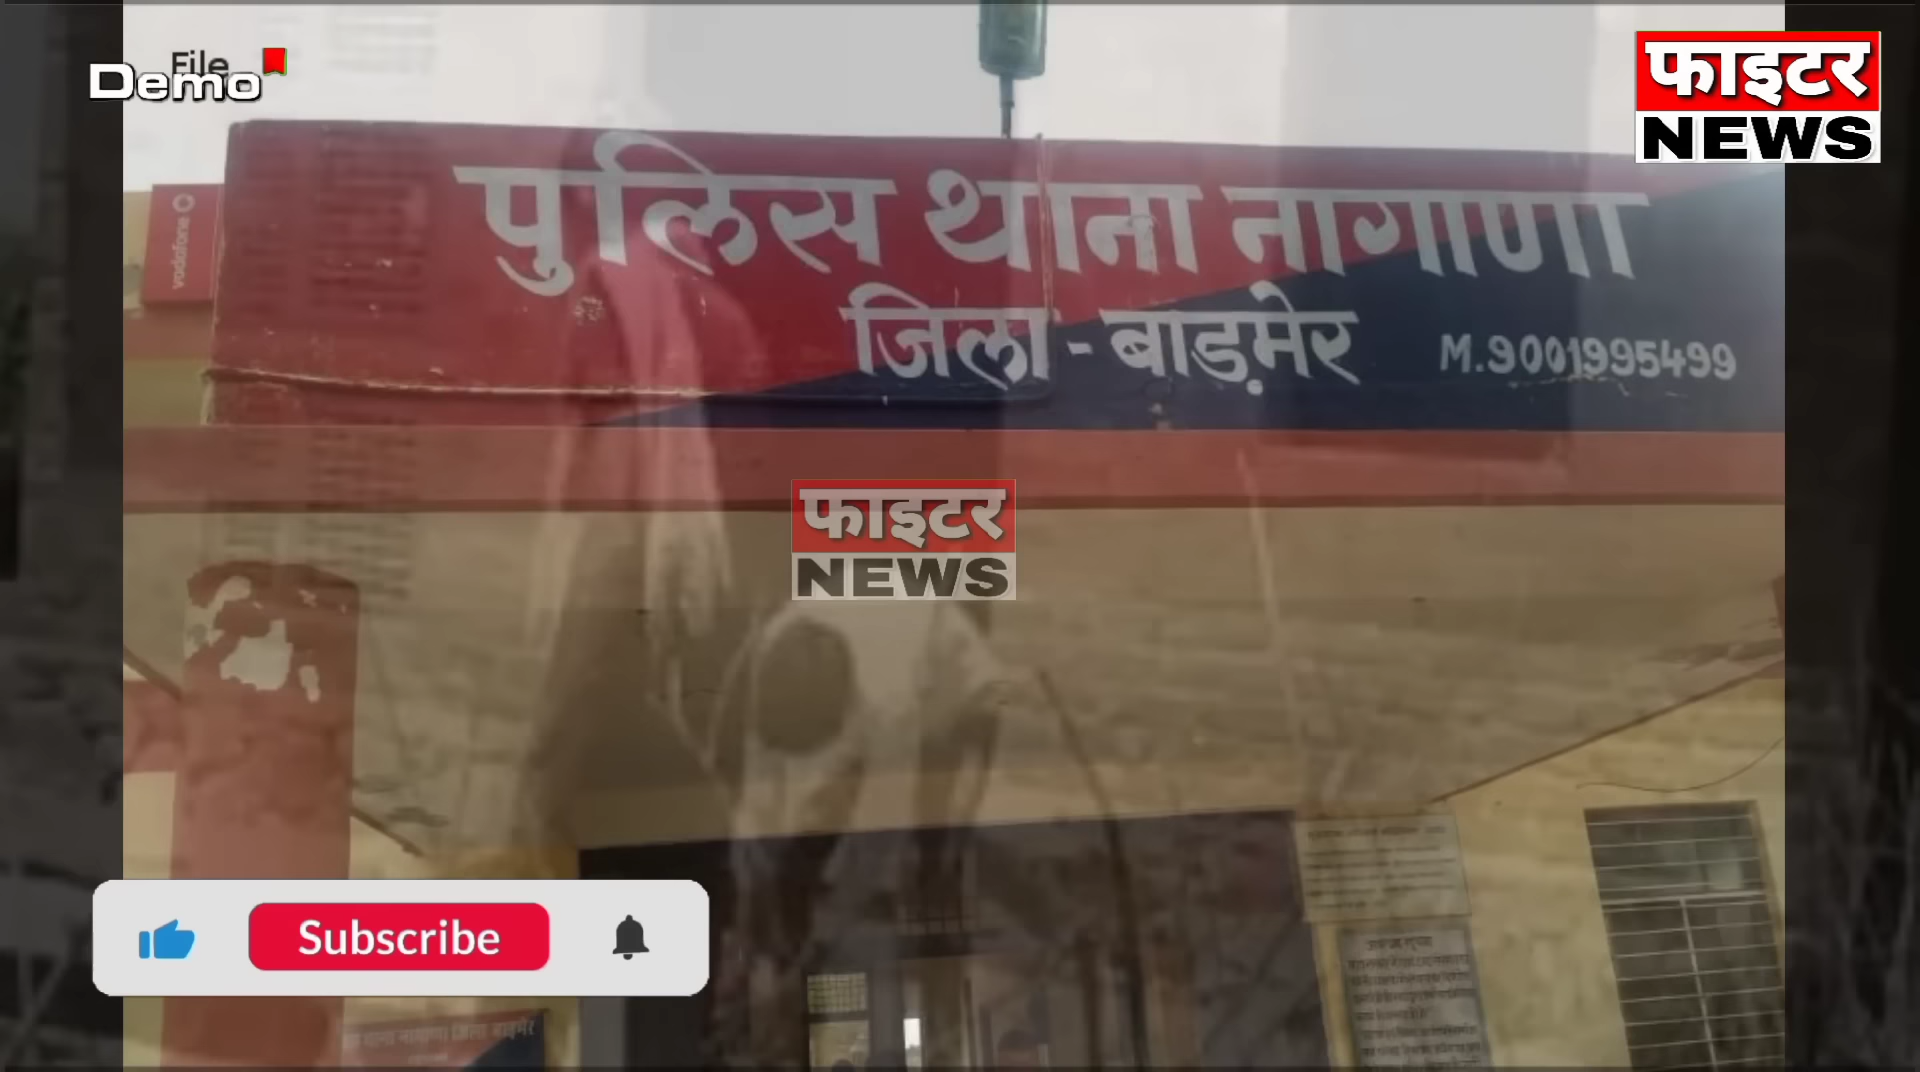 File
Demo
फाइटर
NEWS
vodafone
पुलिस थाना नागाणा
जिला - बाड़मेर
M.9001995499
फाइटर
NEWS
Subscribe
थाना नागाणा जिला बाड़मेर